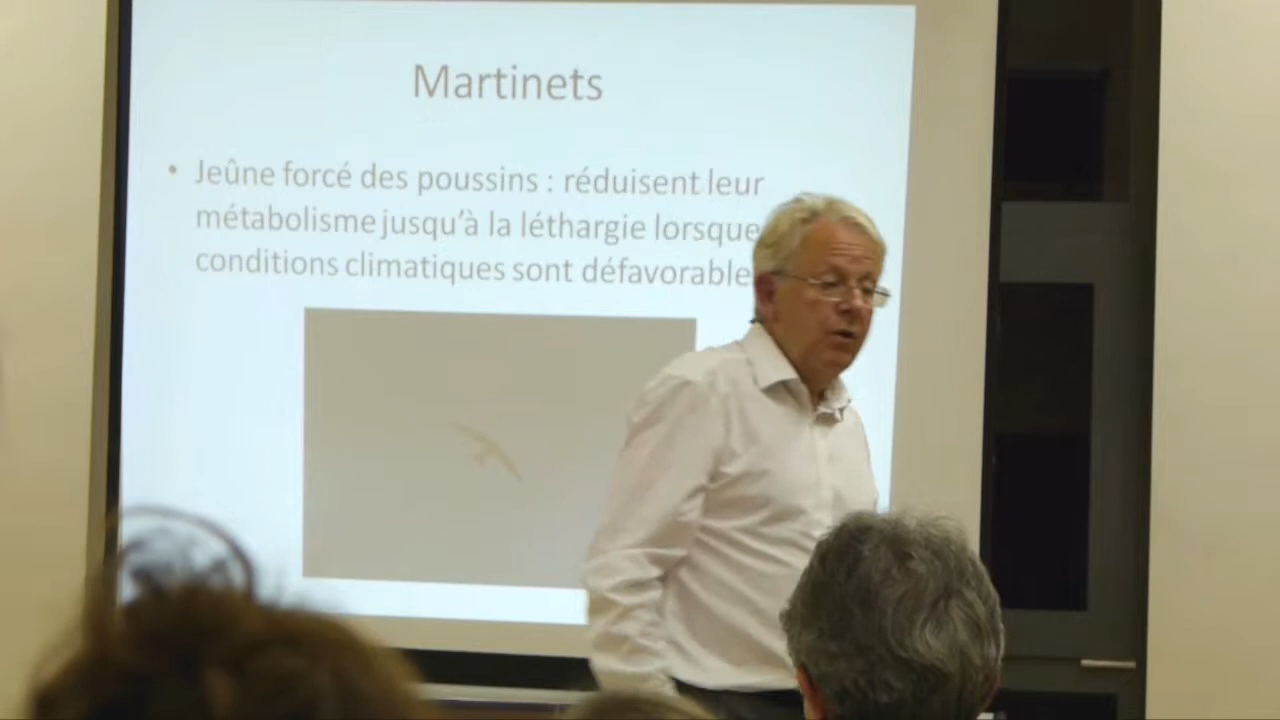 Martinets
• Jeûne forcé des poussins : réduisent leur
métabolisme jusqu'à la léthargie lorsque
conditions climatiques sont défavorable